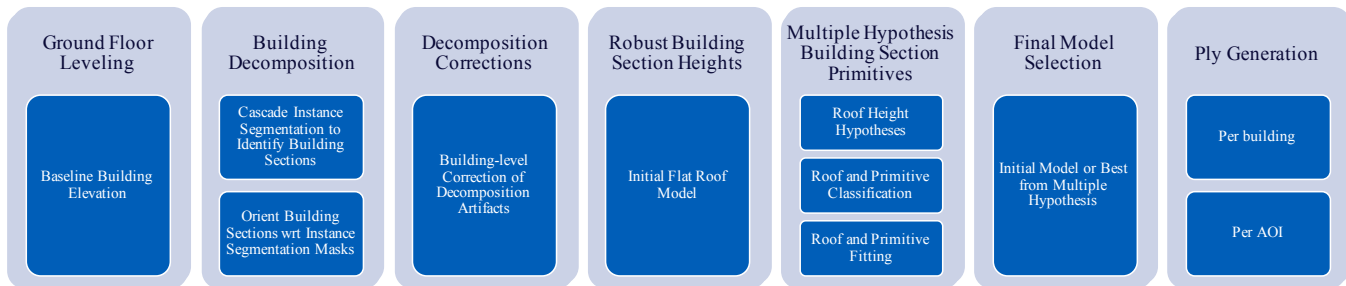 Ground Floor
Leveling
Baseline Building
Elevation
Building
Decomposition
Cascade Instance
Segmentation to
Identify Building
Sections
Orient Building
Sections wrt Instance
Segmentation Masks
Decomposition
Corrections
Building-level
Correction of
Decomposition
Artifacts
Robust Building
Section Heights
Initial Flat Roof
Model
Multiple Hypothesis
Building Section
Primitives
Roof Height
Hypotheses
Roof and Primitive
Classification
Roof and Primitive
Fitting
Final Model
Selection
Initial Model or Best
from Multiple
Hypothesis
Ply Generation
Per building
Per AOI